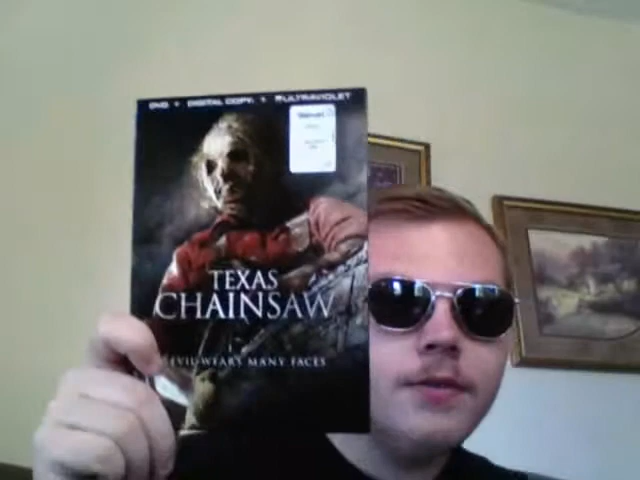 DVD + DIGITAL COPY + ULTRAVIOLET
Walmart
TEXAS
CHAINSAW
EVIL WEARS MANY FACES